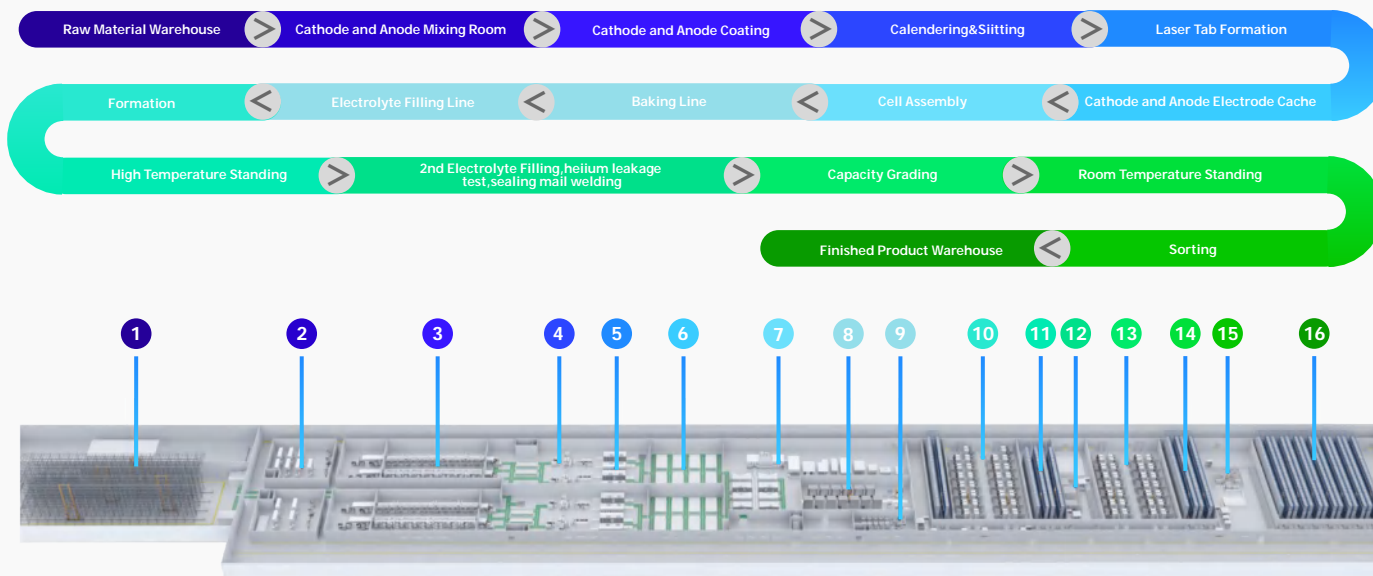 Raw Material Warehouse
Cathode and Anode Mixing Room
Cathode and Anode Coating
Calendering&Siitting
Laser Tab Formation
Cathode and Anode Electrode Cache
Cell Assembly
Baking Line
Electrolyte Filling Line
Formation
High Temperature Standing
2nd Electrolyte Filling,heiium leakage
test,sealing mail welding
Capacity Grading
Room Temperature Standing
Sorting
Finished Product Warehouse
1
2
3
4
5
6
7
8
9
10
11
12
13
14
15
16